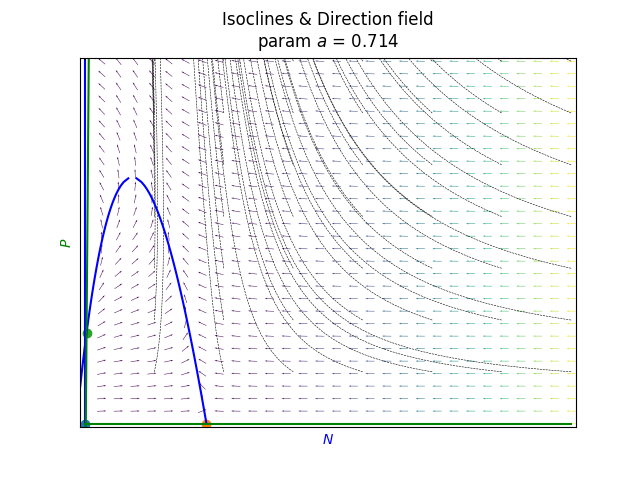 Isoclines & Direction field
param a = 0.714
P
N